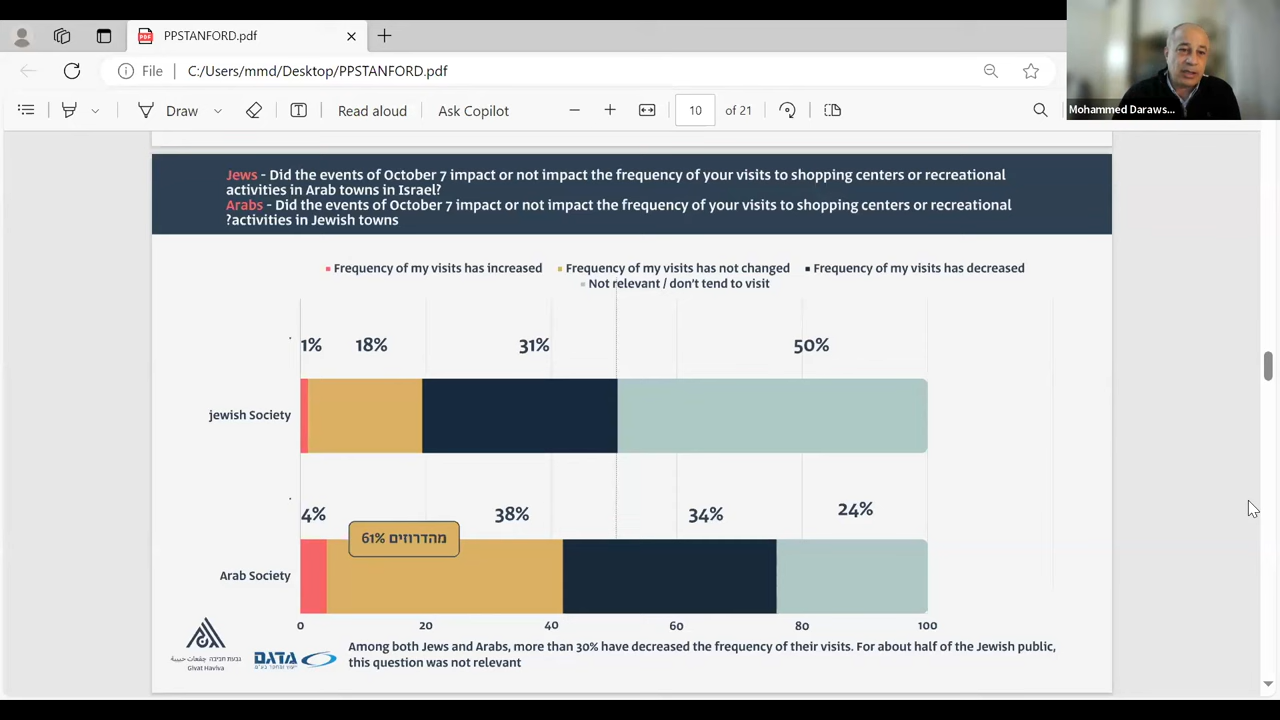 PPSTANFORD.pdf
File
C:/Users/mmd/Desktop/PPSTANFORD.pdf
Draw
Read aloud
Ask Copilot
10
of 21
Mohammed Daraws...
Jews - Did the events of October 7 impact or not impact the frequency of your visits to shopping centers or recreational
activities in Arab towns in Israel?
Arabs - Did the events of October 7 impact or not impact the frequency of your visits to shopping centers or recreational
?activities in Jewish towns
Frequency of my visits has increased
Frequency of my visits has not changed
Frequency of my visits has decreased
Not relevant / don't tend to visit
1%
18%
31%
50%
jewish Society
4%
38%
34%
24%
מהדרוזים 61%
Arab Society
0
20
40
60
80
100
Among both Jews and Arabs, more than 30% have decreased the frequency of their visits. For about half of the Jewish public,
this question was not relevant
גבעת חביבה جفعات حبيبة
Givat Haviva
DATA